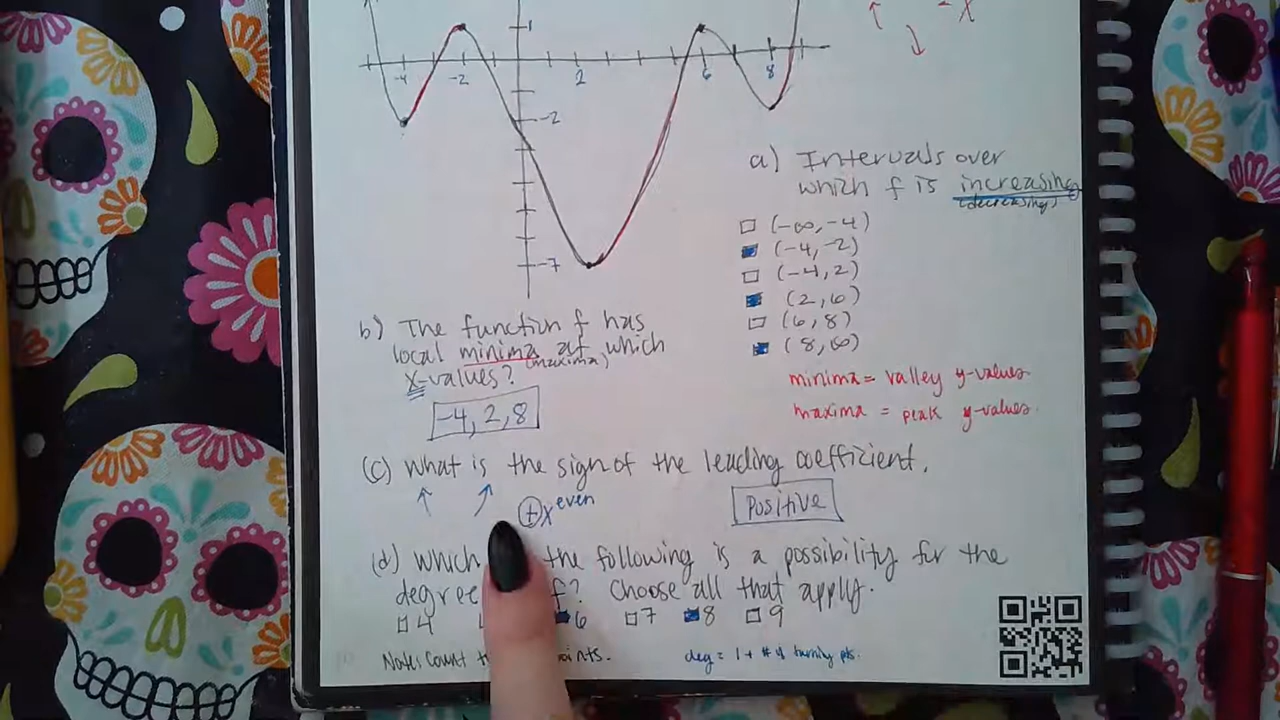 1
- X
-4
-2
2
6
8
-2
-7
a) Intervals over
which f is increasing
(decreasing)
(-∞, -4)
(-4, -2)
(-4, 2)
(2, 6)
(6, 8)
(8, ∞)
b) The function f has
local minima at which
(maxima)
x-values?
-4, 2, 8
minima = valley y-values
maxima = peak y-values.
(c) What is the sign of the leading coefficient.
+x^even
Positive
(d) Which the following is a possibility for the
degree f? Choose all that apply.
4 6 7 8 9
Note: Count
deg = 1 + # of turning pts.